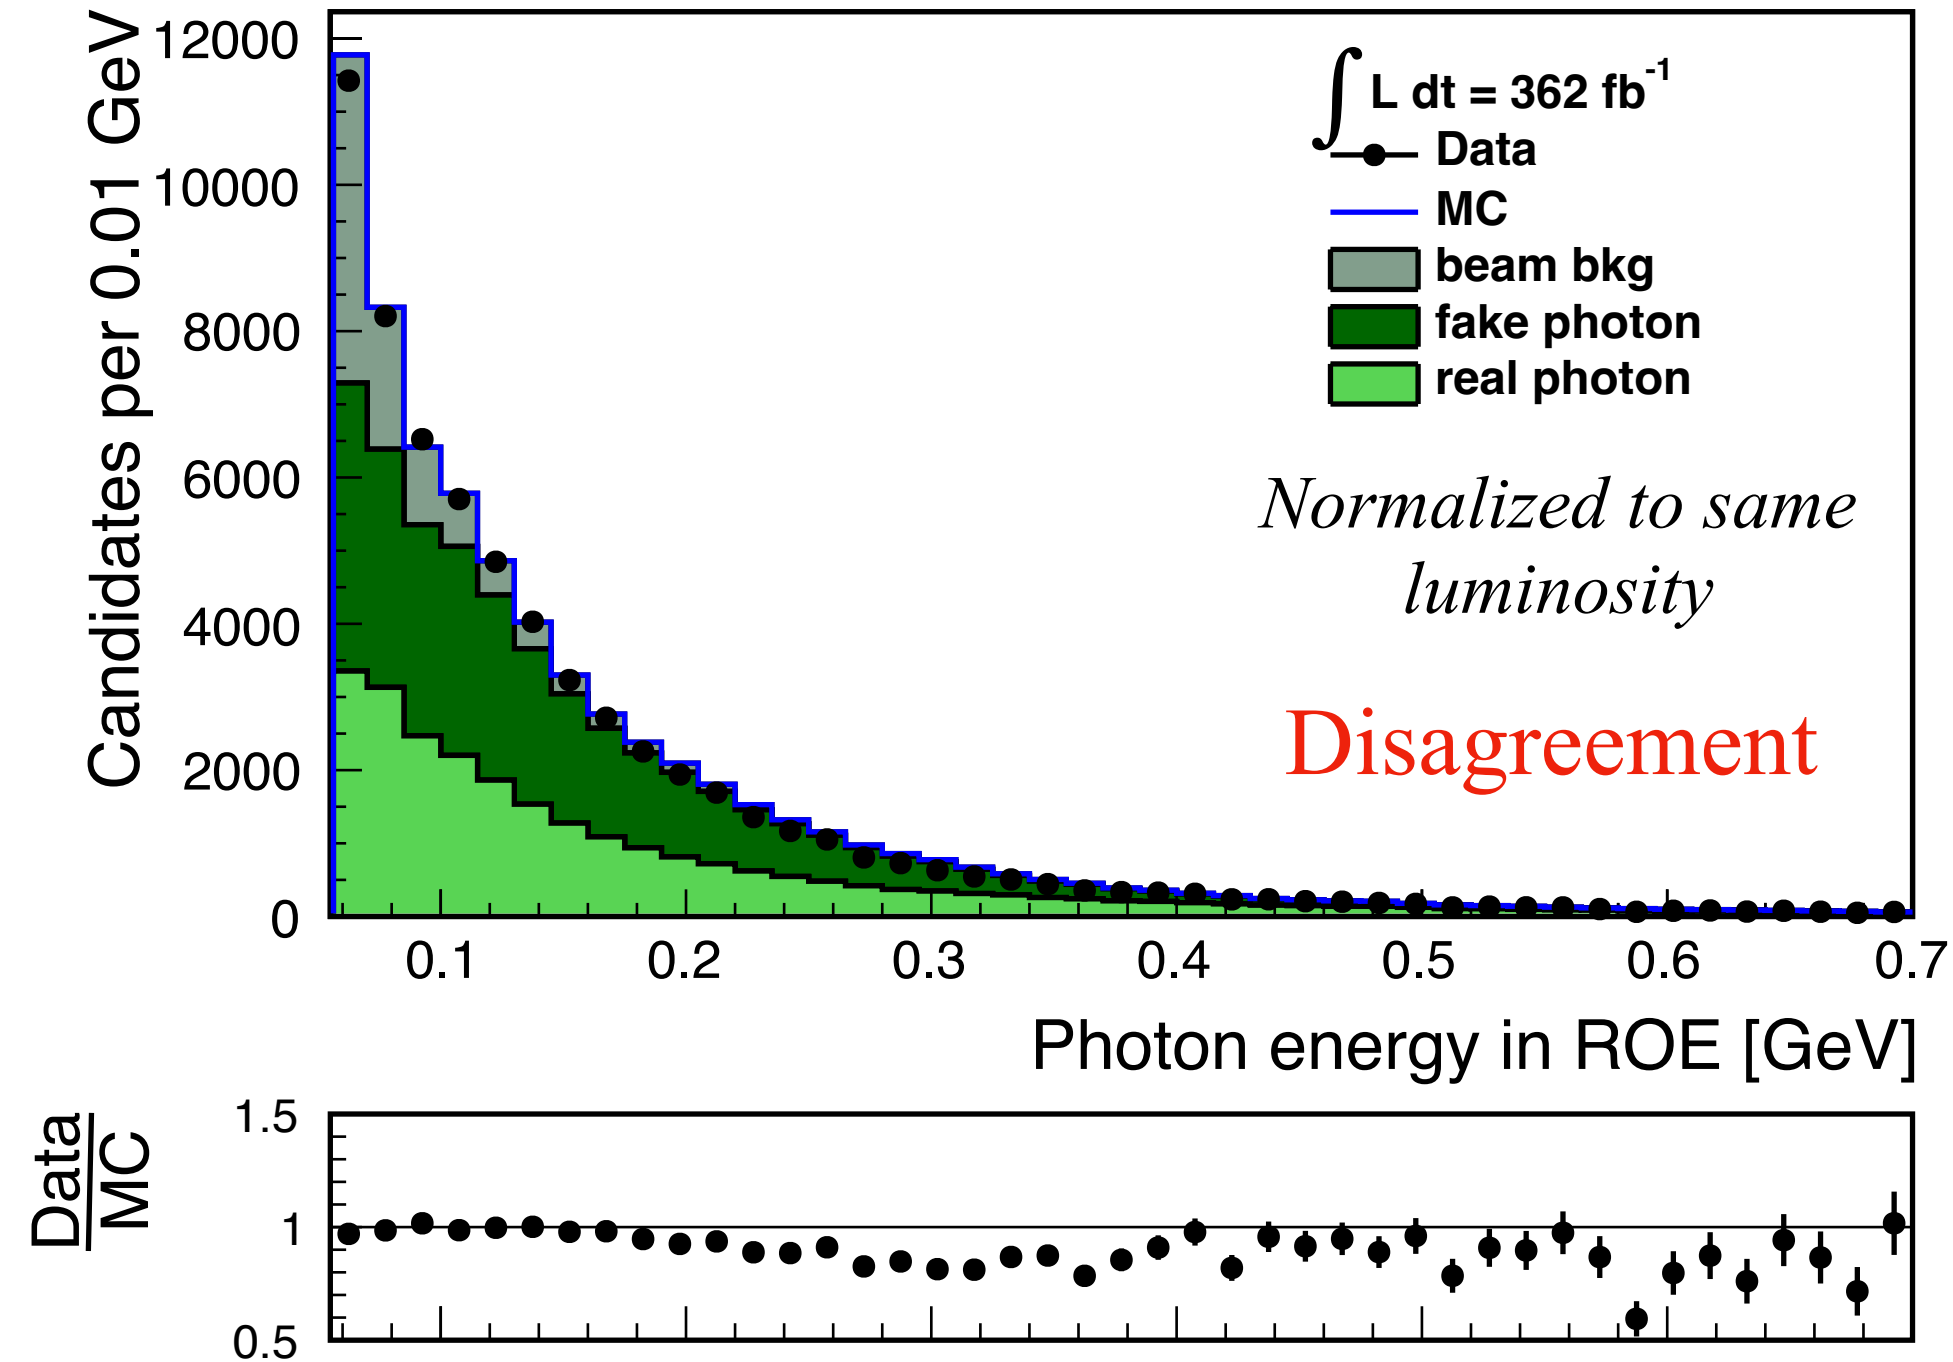 Candidates per 0.01 GeV
12000
10000
8000
6000
4000
2000
0
∫ L dt = 362 fb⁻¹
Data
MC
beam bkg
fake photon
real photon
Normalized to same
luminosity
Disagreement
0.1 0.2 0.3 0.4 0.5 0.6 0.7
Photon energy in ROE [GeV]
Data
MC
1.5
1
0.5